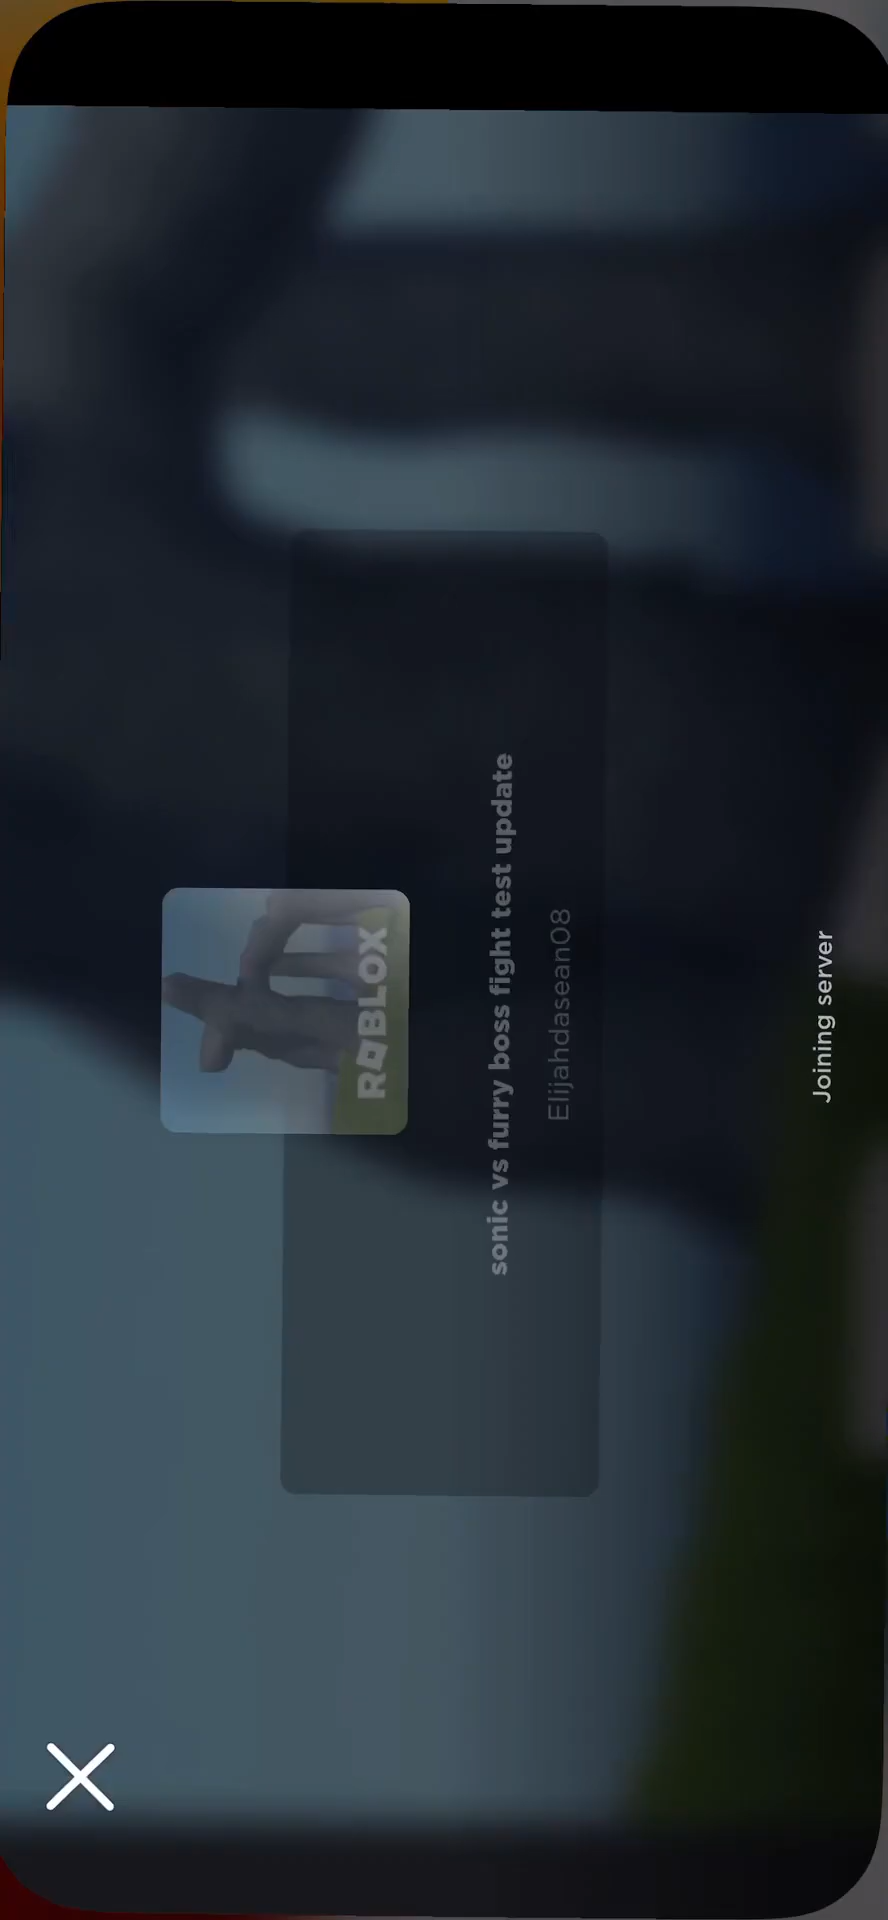 ROBLOX
sonic vs furry boss fight test update
Elijahdasean08
Joining server